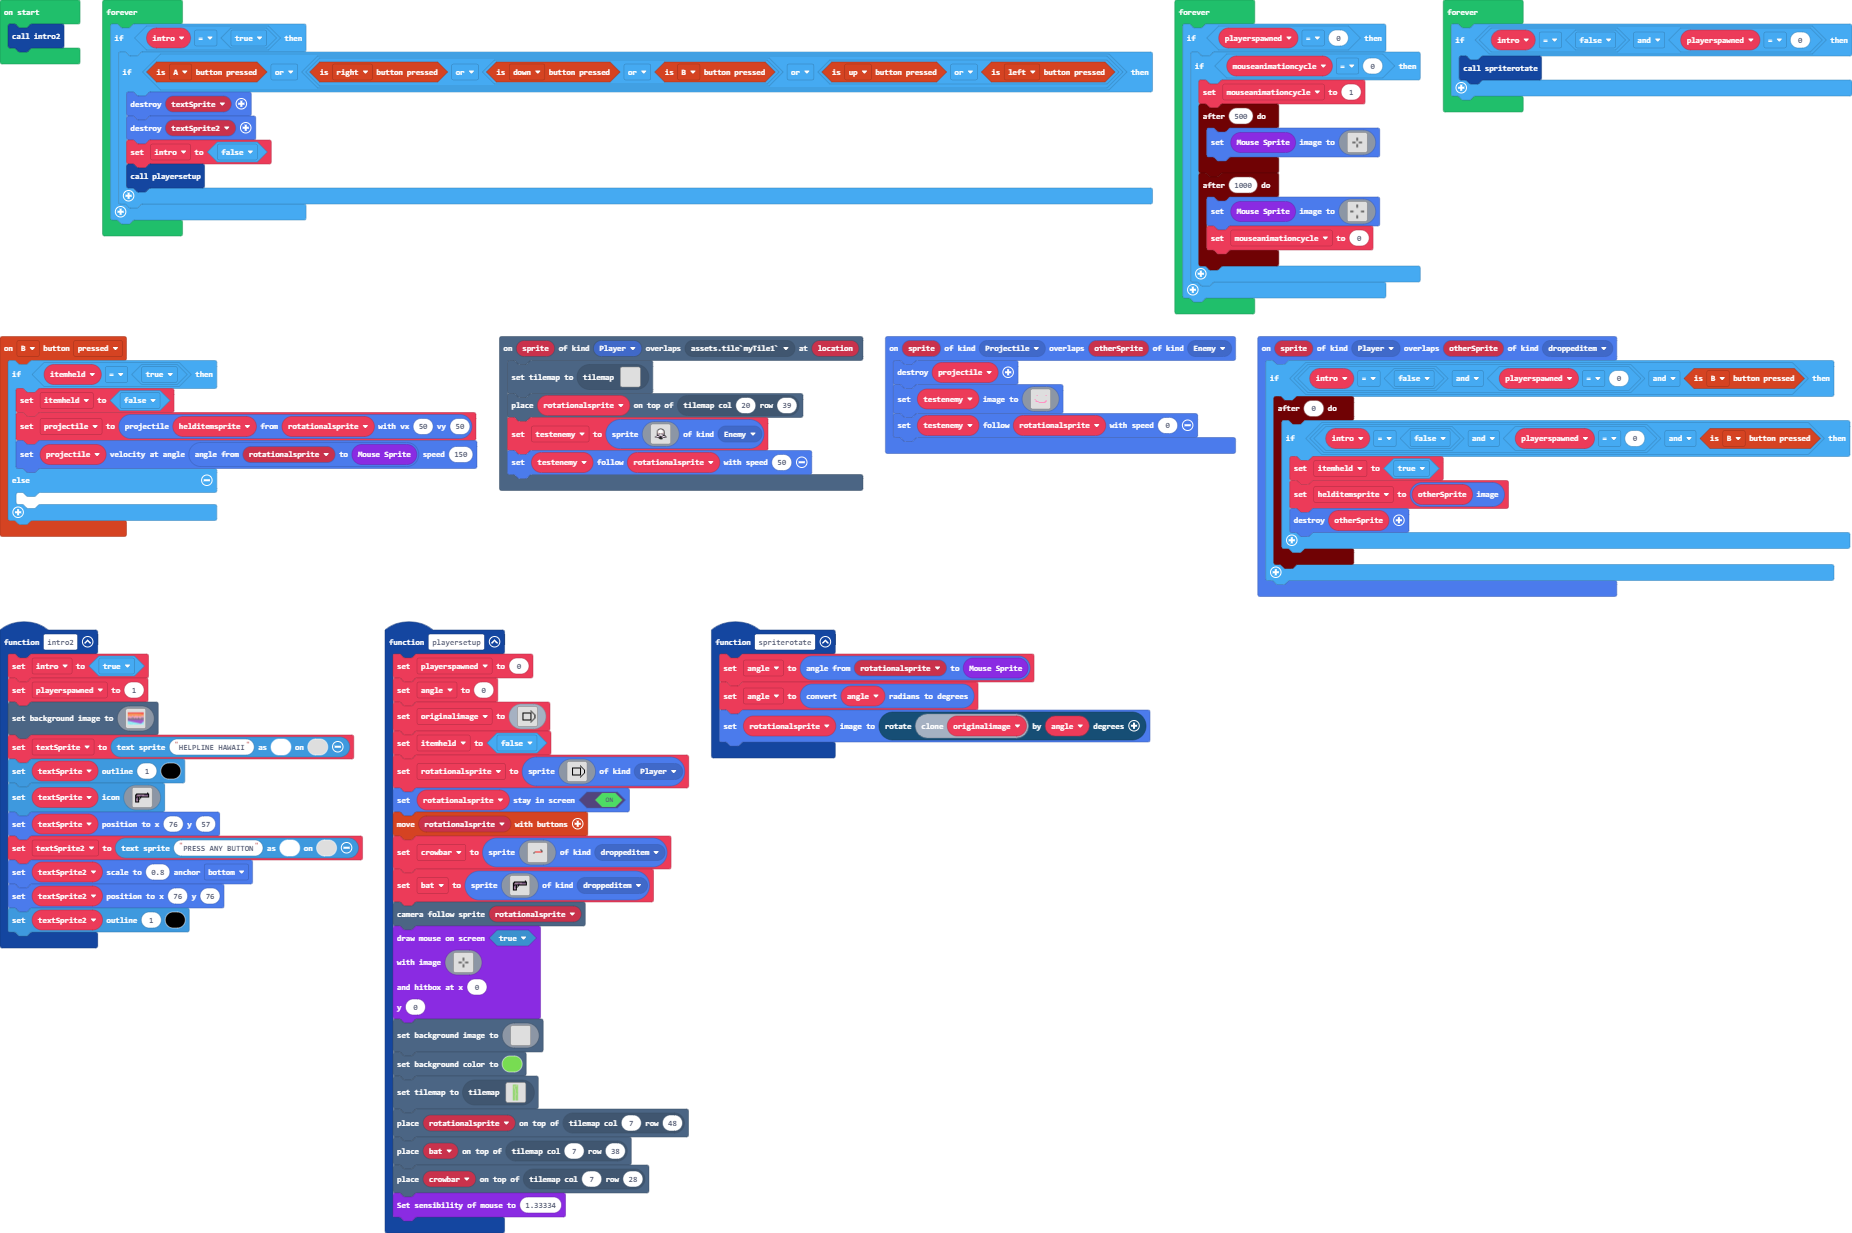 on start
call intro2
forever
if intro = true then
if is A button pressed or is right button pressed or is down button pressed or is B button pressed or is up button pressed or is left button pressed then
destroy textSprite
destroy textSprite2
set intro to false
call playersetup
forever
if playerspawned = 0 then
if mouseanimationcycle = 0 then
set mouseanimationcycle to 1
after 500 do
set Mouse Sprite image to
after 1000 do
set Mouse Sprite image to
set mouseanimationcycle to 0
forever
if intro = false and playerspawned = 0 then
call spriterotate
on B button pressed
if itemheld = true then
set itemheld to false
set projectile to projectile helditemsprite from rotationalsprite with vx 50 vy 50
set projectile velocity at angle angle from rotationalsprite to Mouse Sprite speed 150
else
on sprite of kind Player overlaps assets.tile`myTile1` at location
set tilemap to tilemap
place rotationalsprite on top of tilemap col 20 row 39
set testenemy to sprite of kind Enemy
set testenemy follow rotationalsprite with speed 50
on sprite of kind Projectile overlaps otherSprite of kind Enemy
destroy projectile
set testenemy image to
set testenemy follow rotationalsprite with speed 0
on sprite of kind Player overlaps otherSprite of kind droppeditem
if intro = false and playerspawned = 0 and is B button pressed then
after 0 do
if intro = false and playerspawned = 0 and is B button pressed then
set itemheld to true
set helditemsprite to otherSprite image
destroy otherSprite
function intro2
set intro to true
set playerspawned to 1
set background image to
set textSprite to text sprite "HELPLINE HAWAII" as on
set textSprite outline 1
set textSprite icon
set textSprite position to x 76 y 57
set textSprite2 to text sprite "PRESS ANY BUTTON" as on
set textSprite2 scale to 0.8 anchor bottom
set textSprite2 position to x 76 y 76
set textSprite2 outline 1
function playersetup
set playerspawned to 0
set angle to 0
set originalimage to
set itemheld to false
set rotationalsprite to sprite of kind Player
set rotationalsprite stay in screen ON
move rotationalsprite with buttons
set crowbar to sprite of kind droppeditem
set bat to sprite of kind droppeditem
camera follow sprite rotationalsprite
draw mouse on screen true
with image
and hitbox at x 0
y 0
set background image to
set background color to
set tilemap to tilemap
place rotationalsprite on top of tilemap col 7 row 48
place bat on top of tilemap col 7 row 38
place crowbar on top of tilemap col 7 row 28
Set sensibility of mouse to 1.33334
function spriterotate
set angle to angle from rotationalsprite to Mouse Sprite
set angle to convert angle radians to degrees
set rotationalsprite image to rotate clone originalimage by angle degrees